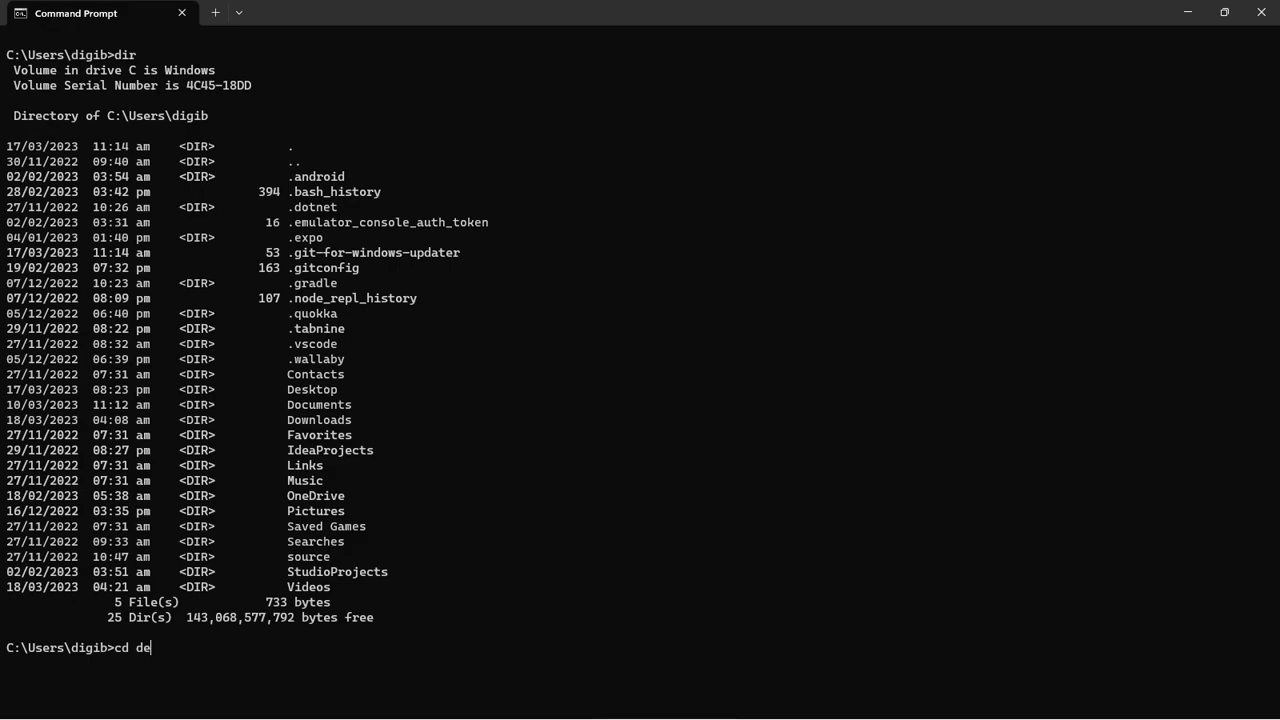 Command Prompt
C:\Users\digib>dir
 Volume in drive C is Windows
 Volume Serial Number is 4C45-18DD
 Directory of C:\Users\digib
17/03/2023  11:14 am    <DIR>          .
30/11/2022  09:40 am    <DIR>          ..
02/02/2023  03:54 am    <DIR>          .android
28/02/2023  03:42 pm               394 .bash_history
27/11/2022  10:26 am    <DIR>          .dotnet
02/02/2023  03:31 am                16 .emulator_console_auth_token
04/01/2023  01:40 pm    <DIR>          .expo
17/03/2023  11:14 am                53 .git-for-windows-updater
19/02/2023  07:32 pm               163 .gitconfig
07/12/2022  10:23 am    <DIR>          .gradle
07/12/2022  08:09 pm               107 .node_repl_history
05/12/2022  06:40 pm    <DIR>          .quokka
29/11/2022  08:22 pm    <DIR>          .tabnine
27/11/2022  08:32 am    <DIR>          .vscode
05/12/2022  06:39 pm    <DIR>          .wallaby
27/11/2022  07:31 am    <DIR>          Contacts
17/03/2023  08:23 pm    <DIR>          Desktop
10/03/2023  11:12 am    <DIR>          Documents
18/03/2023  04:08 am    <DIR>          Downloads
27/11/2022  07:31 am    <DIR>          Favorites
29/11/2022  08:27 pm    <DIR>          IdeaProjects
27/11/2022  07:31 am    <DIR>          Links
27/11/2022  07:31 am    <DIR>          Music
18/02/2023  05:38 am    <DIR>          OneDrive
16/12/2022  03:35 pm    <DIR>          Pictures
27/11/2022  07:31 am    <DIR>          Saved Games
27/11/2022  09:33 am    <DIR>          Searches
27/11/2022  10:47 am    <DIR>          source
02/02/2023  03:51 am    <DIR>          StudioProjects
18/03/2023  04:21 am    <DIR>          Videos
               5 File(s)            733 bytes
              25 Dir(s)  143,068,577,792 bytes free
C:\Users\digib>cd de